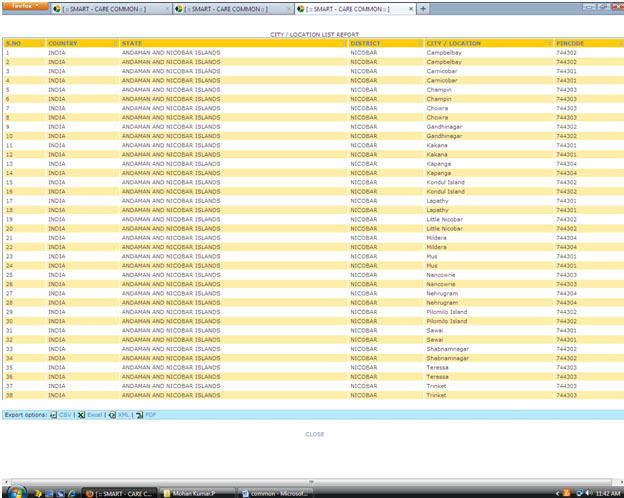 Firefox
[ :: SMART - CARE COMMON :: ] [ :: SMART - CARE COMMON :: ] [ :: SMART - CARE COMMON :: ]
CITY / LOCATION LIST REPORT
S.NO COUNTRY STATE DISTRICT CITY / LOCATION PINCODE
1 INDIA ANDAMAN AND NICOBAR ISLANDS NICOBAR Campbelbay 744302
2 INDIA ANDAMAN AND NICOBAR ISLANDS NICOBAR Campbelbay 744302
3 INDIA ANDAMAN AND NICOBAR ISLANDS NICOBAR Carnicobar 744301
4 INDIA ANDAMAN AND NICOBAR ISLANDS NICOBAR Carnicobar 744301
5 INDIA ANDAMAN AND NICOBAR ISLANDS NICOBAR Champin 744303
6 INDIA ANDAMAN AND NICOBAR ISLANDS NICOBAR Champin 744303
7 INDIA ANDAMAN AND NICOBAR ISLANDS NICOBAR Chowra 744303
8 INDIA ANDAMAN AND NICOBAR ISLANDS NICOBAR Chowra 744303
9 INDIA ANDAMAN AND NICOBAR ISLANDS NICOBAR Gandhinagar 744302
10 INDIA ANDAMAN AND NICOBAR ISLANDS NICOBAR Gandhinagar 744302
11 INDIA ANDAMAN AND NICOBAR ISLANDS NICOBAR Kakana 744301
12 INDIA ANDAMAN AND NICOBAR ISLANDS NICOBAR Kakana 744301
13 INDIA ANDAMAN AND NICOBAR ISLANDS NICOBAR Kapanga 744304
14 INDIA ANDAMAN AND NICOBAR ISLANDS NICOBAR Kapanga 744304
15 INDIA ANDAMAN AND NICOBAR ISLANDS NICOBAR Kondul Island 744302
16 INDIA ANDAMAN AND NICOBAR ISLANDS NICOBAR Kondul Island 744302
17 INDIA ANDAMAN AND NICOBAR ISLANDS NICOBAR Lapathy 744301
18 INDIA ANDAMAN AND NICOBAR ISLANDS NICOBAR Lapathy 744301
19 INDIA ANDAMAN AND NICOBAR ISLANDS NICOBAR Little Nicobar 744302
20 INDIA ANDAMAN AND NICOBAR ISLANDS NICOBAR Little Nicobar 744302
21 INDIA ANDAMAN AND NICOBAR ISLANDS NICOBAR Mildera 744304
22 INDIA ANDAMAN AND NICOBAR ISLANDS NICOBAR Mildera 744304
23 INDIA ANDAMAN AND NICOBAR ISLANDS NICOBAR Mus 744301
24 INDIA ANDAMAN AND NICOBAR ISLANDS NICOBAR Mus 744301
25 INDIA ANDAMAN AND NICOBAR ISLANDS NICOBAR Nancowrie 744303
26 INDIA ANDAMAN AND NICOBAR ISLANDS NICOBAR Nancowrie 744303
27 INDIA ANDAMAN AND NICOBAR ISLANDS NICOBAR Nehrugram 744304
28 INDIA ANDAMAN AND NICOBAR ISLANDS NICOBAR Nehrugram 744304
29 INDIA ANDAMAN AND NICOBAR ISLANDS NICOBAR Pilomilo Island 744302
30 INDIA ANDAMAN AND NICOBAR ISLANDS NICOBAR Pilomilo Island 744302
31 INDIA ANDAMAN AND NICOBAR ISLANDS NICOBAR Sawai 744301
32 INDIA ANDAMAN AND NICOBAR ISLANDS NICOBAR Sawai 744301
33 INDIA ANDAMAN AND NICOBAR ISLANDS NICOBAR Shabnamnagar 744302
34 INDIA ANDAMAN AND NICOBAR ISLANDS NICOBAR Shabnamnagar 744302
35 INDIA ANDAMAN AND NICOBAR ISLANDS NICOBAR Teressa 744303
36 INDIA ANDAMAN AND NICOBAR ISLANDS NICOBAR Teressa 744303
37 INDIA ANDAMAN AND NICOBAR ISLANDS NICOBAR Trinket 744303
38 INDIA ANDAMAN AND NICOBAR ISLANDS NICOBAR Trinket 744303
Export options: CSV | Excel | XML | PDF
CLOSE
[ :: SMART - CARE C... Mohan Kumar.P common - Microsof... 11:42 AM